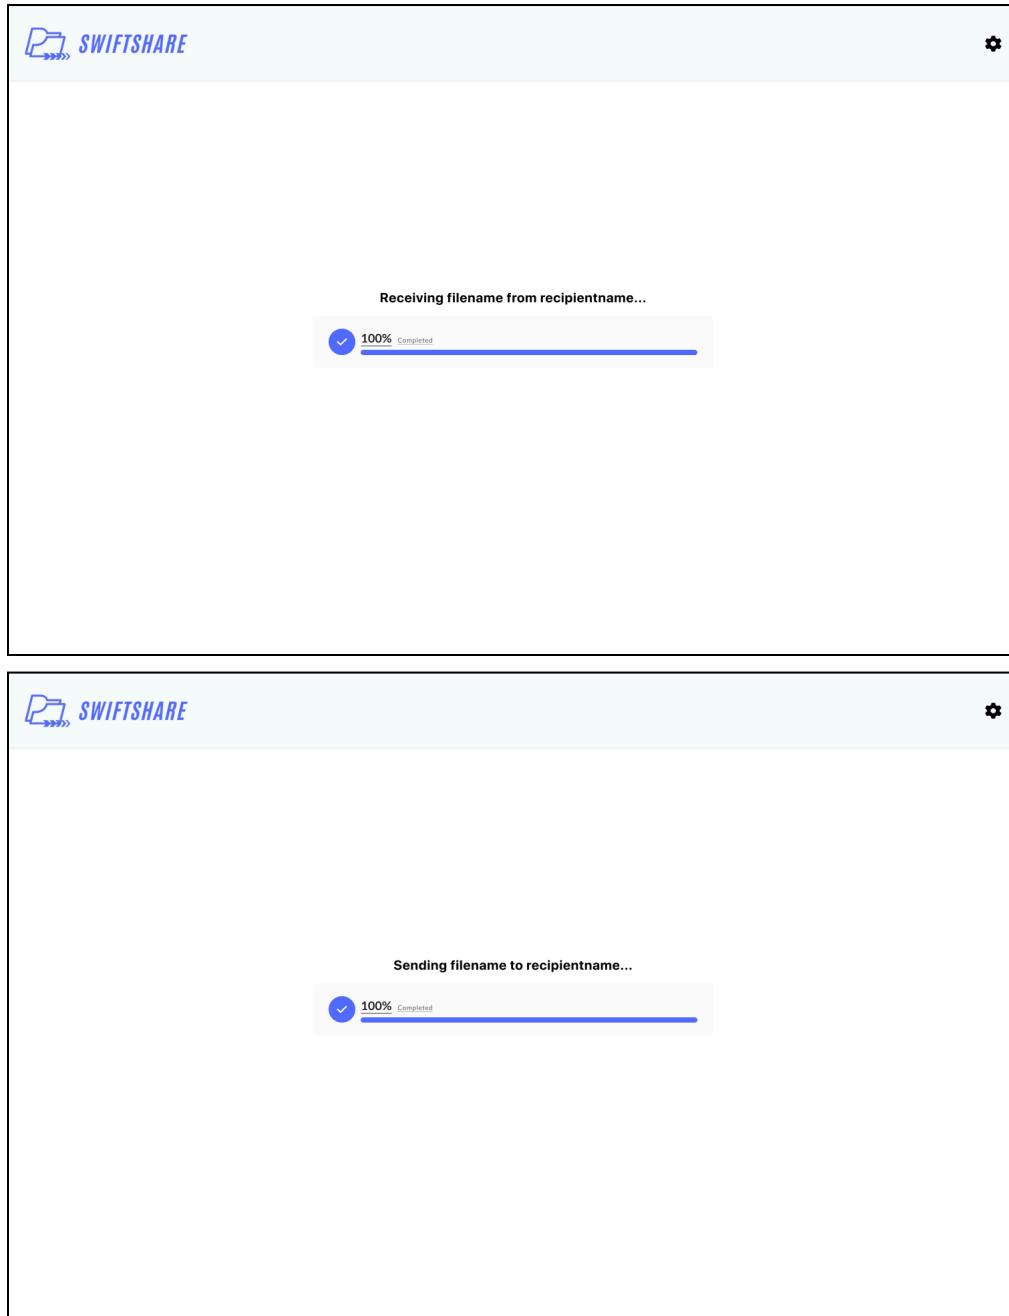 SWIFTSHARE
Receiving filename from recipientname...
100% Completed
SWIFTSHARE
Sending filename to recipientname...
100% Completed